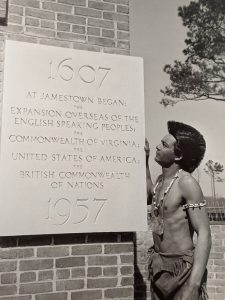 1607
AT JAMESTOWN BEGAN:
THE
EXPANSION OVERSEAS OF THE
ENGLISH SPEAKING PEOPLES;
THE
COMMONWEALTH OF VIRGINIA;
THE
UNITED STATES OF AMERICA;
THE
BRITISH COMMONWEALTH
OF NATIONS
1957